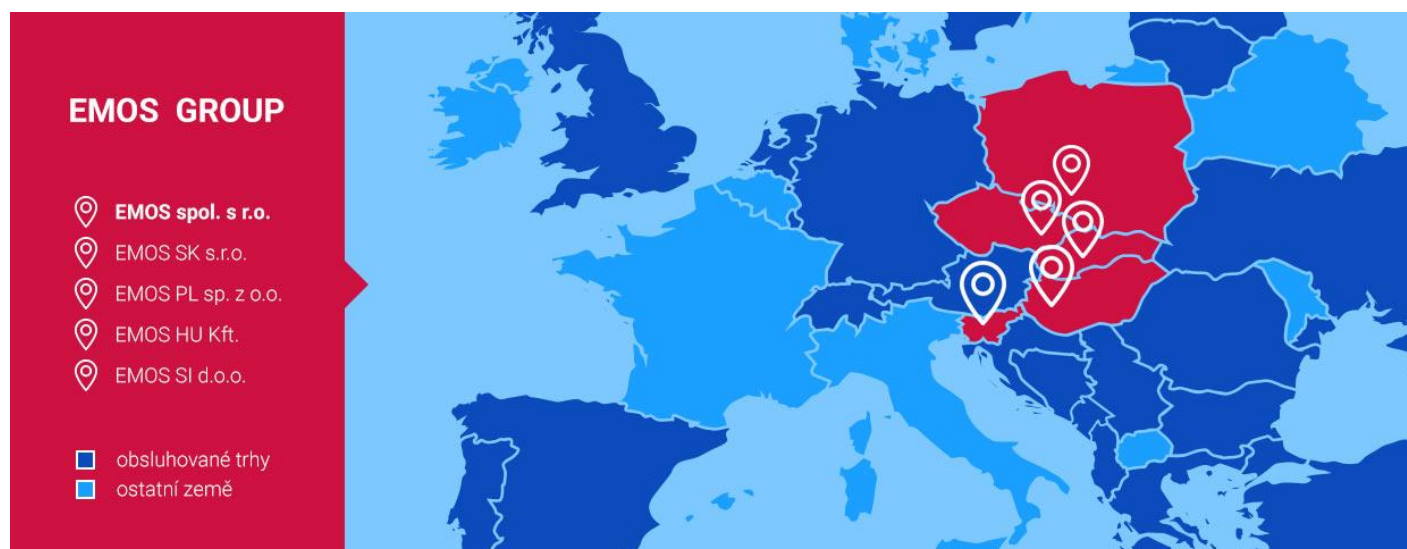 EMOS GROUP
EMOS spol. s r.o.
EMOS SK s.r.o.
EMOS PL sp. z o.o.
EMOS HU Kft.
EMOS SI d.o.o.
obsluhované trhy
ostatní země